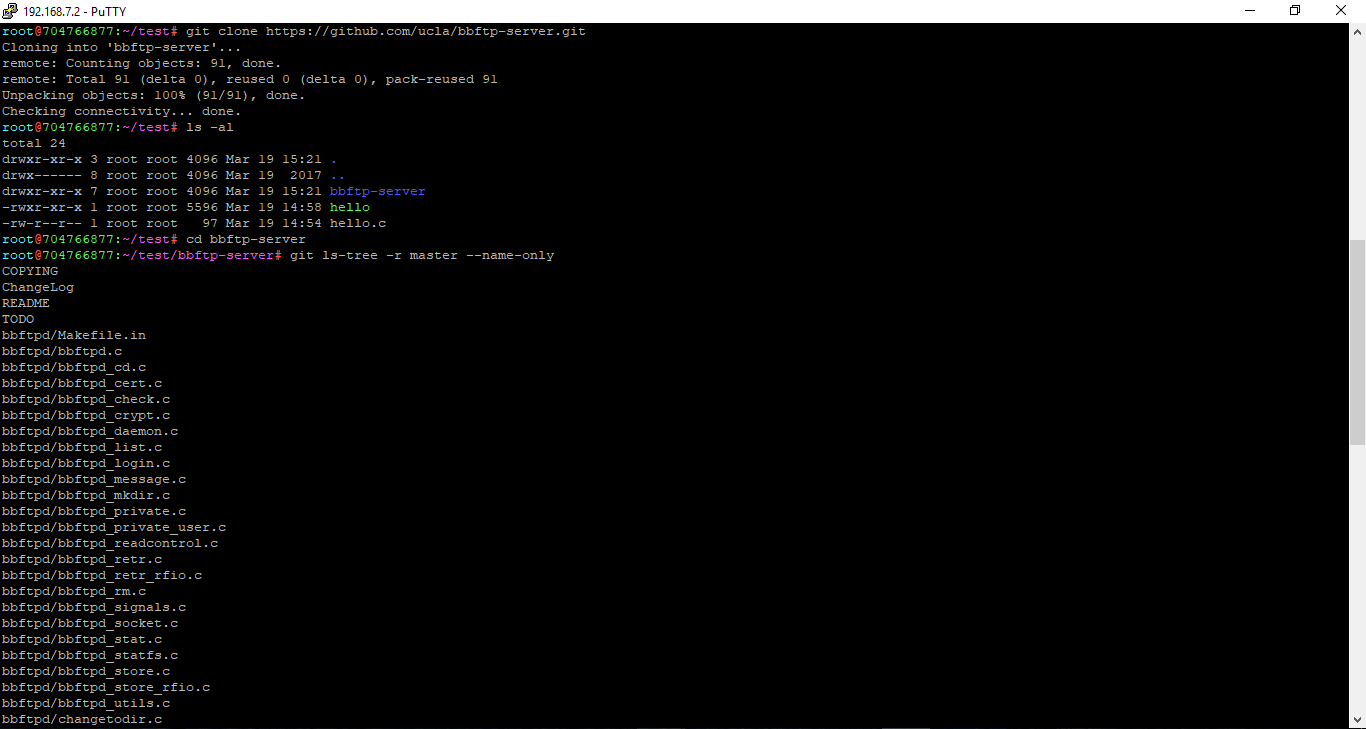 192.168.7.2 - PuTTY
root@704766877:~/test# git clone https://github.com/ucla/bbftp-server.git
Cloning into 'bbftp-server'...
remote: Counting objects: 91, done.
remote: Total 91 (delta 0), reused 0 (delta 0), pack-reused 91
Unpacking objects: 100% (91/91), done.
Checking connectivity... done.
root@704766877:~/test# ls -al
total 24
drwxr-xr-x 3 root root 4096 Mar 19 15:21 .
drwx------ 8 root root 4096 Mar 19  2017 ..
drwxr-xr-x 7 root root 4096 Mar 19 15:21 bbftp-server
-rwxr-xr-x 1 root root 5596 Mar 19 14:58 hello
-rw-r--r-- 1 root root   97 Mar 19 14:54 hello.c
root@704766877:~/test# cd bbftp-server
root@704766877:~/test/bbftp-server# git ls-tree -r master --name-only
COPYING
ChangeLog
README
TODO
bbftpd/Makefile.in
bbftpd/bbftpd.c
bbftpd/bbftpd_cd.c
bbftpd/bbftpd_cert.c
bbftpd/bbftpd_check.c
bbftpd/bbftpd_crypt.c
bbftpd/bbftpd_daemon.c
bbftpd/bbftpd_list.c
bbftpd/bbftpd_login.c
bbftpd/bbftpd_message.c
bbftpd/bbftpd_mkdir.c
bbftpd/bbftpd_private.c
bbftpd/bbftpd_private_user.c
bbftpd/bbftpd_readcontrol.c
bbftpd/bbftpd_retr.c
bbftpd/bbftpd_retr_rfio.c
bbftpd/bbftpd_rm.c
bbftpd/bbftpd_signals.c
bbftpd/bbftpd_socket.c
bbftpd/bbftpd_stat.c
bbftpd/bbftpd_statfs.c
bbftpd/bbftpd_store.c
bbftpd/bbftpd_store_rfio.c
bbftpd/bbftpd_utils.c
bbftpd/changetodir.c